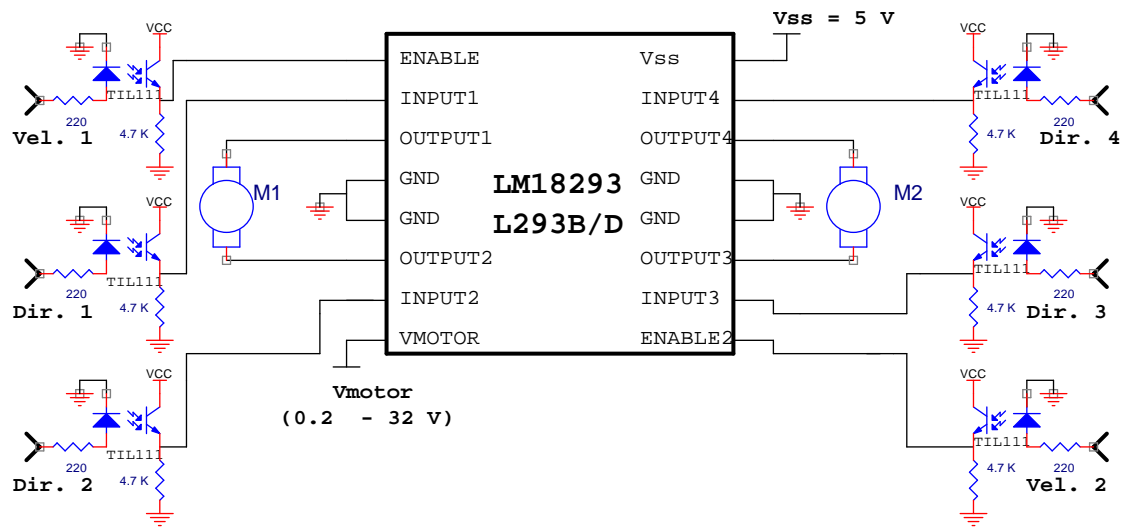 Vss = 5 V
VCC
TIL111
220
4.7 K
Vel. 1
VCC
TIL111
220
4.7 K
Dir. 1
VCC
TIL111
220
4.7 K
Dir. 2
M1
ENABLE
INPUT1
OUTPUT1
GND
GND
OUTPUT2
INPUT2
VMOTOR
LM18293
L293B/D
Vss
INPUT4
OUTPUT4
GND
GND
OUTPUT3
INPUT3
ENABLE2
Vmotor
(0.2 - 32 V)
M2
VCC
TIL111
220
4.7 K
Dir. 4
VCC
TIL111
220
4.7 K
Dir. 3
VCC
TIL111
220
4.7 K
Vel. 2